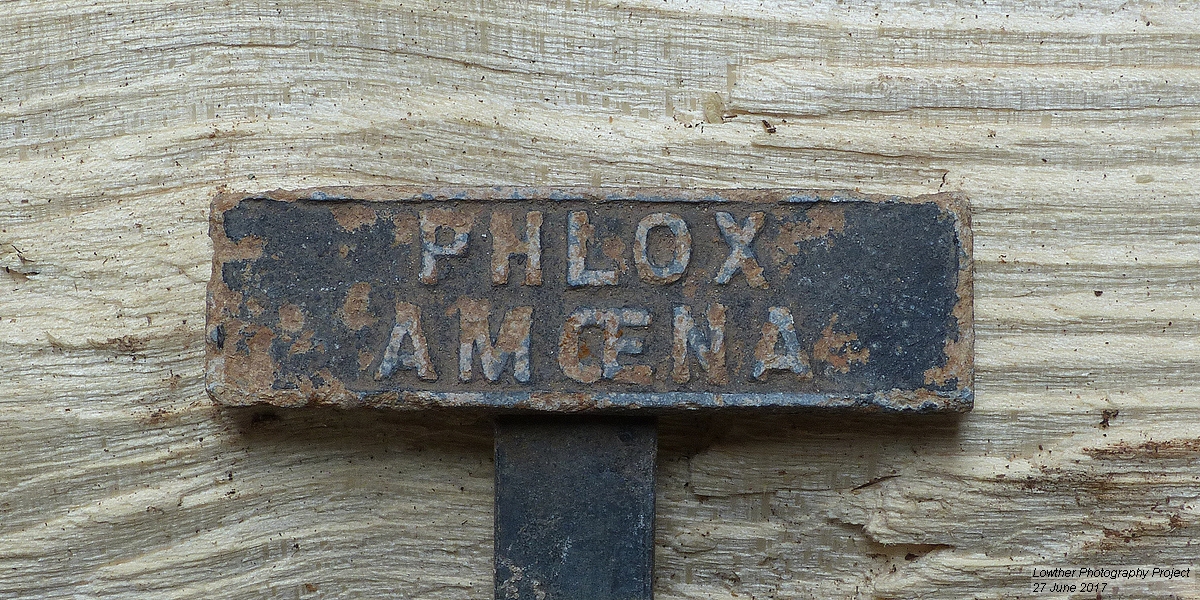 PHLOX
AMŒNA
Lowther Photography Project
27 June 2017